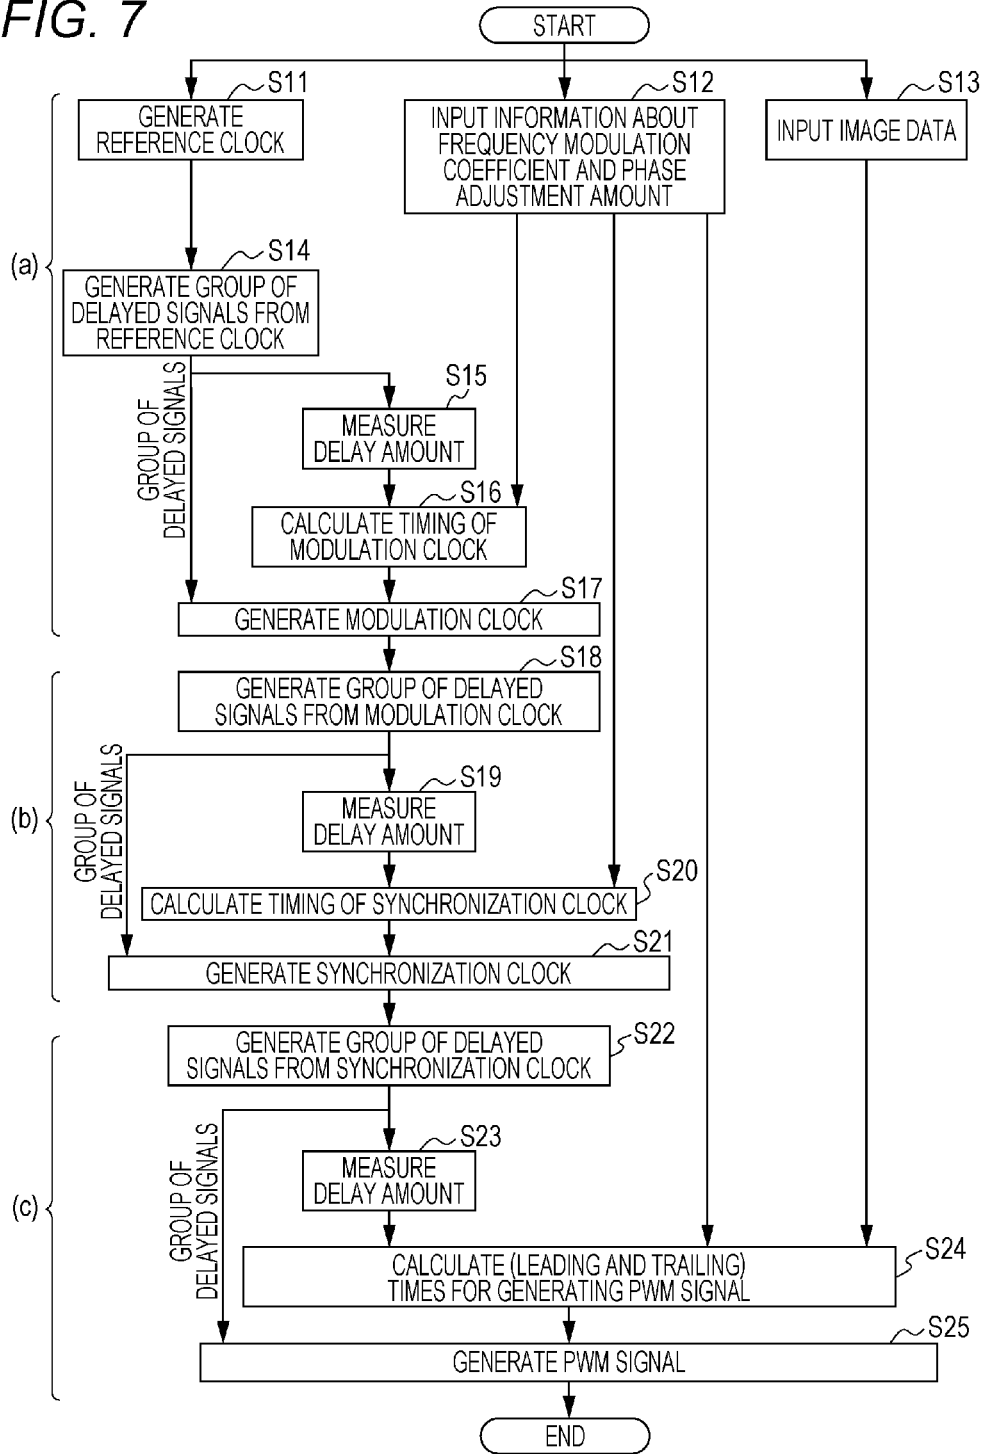 FIG. 7
START
S11
GENERATE
REFERENCE CLOCK
S12
INPUT INFORMATION ABOUT
FREQUENCY MODULATION
COEFFICIENT AND PHASE
ADJUSTMENT AMOUNT
S13
INPUT IMAGE DATA
(a)
S14
GENERATE GROUP OF
DELAYED SIGNALS FROM
REFERENCE CLOCK
GROUP OF
DELAYED SIGNALS
S15
MEASURE
DELAY AMOUNT
S16
CALCULATE TIMING OF
MODULATION CLOCK
S17
GENERATE MODULATION CLOCK
(b)
S18
GENERATE GROUP OF DELAYED
SIGNALS FROM MODULATION CLOCK
GROUP OF
DELAYED SIGNALS
S19
MEASURE
DELAY AMOUNT
S20
CALCULATE TIMING OF SYNCHRONIZATION CLOCK
S21
GENERATE SYNCHRONIZATION CLOCK
(c)
S22
GENERATE GROUP OF DELAYED
SIGNALS FROM SYNCHRONIZATION CLOCK
GROUP OF
DELAYED SIGNALS
S23
MEASURE
DELAY AMOUNT
S24
CALCULATE (LEADING AND TRAILING)
TIMES FOR GENERATING PWM SIGNAL
S25
GENERATE PWM SIGNAL
END